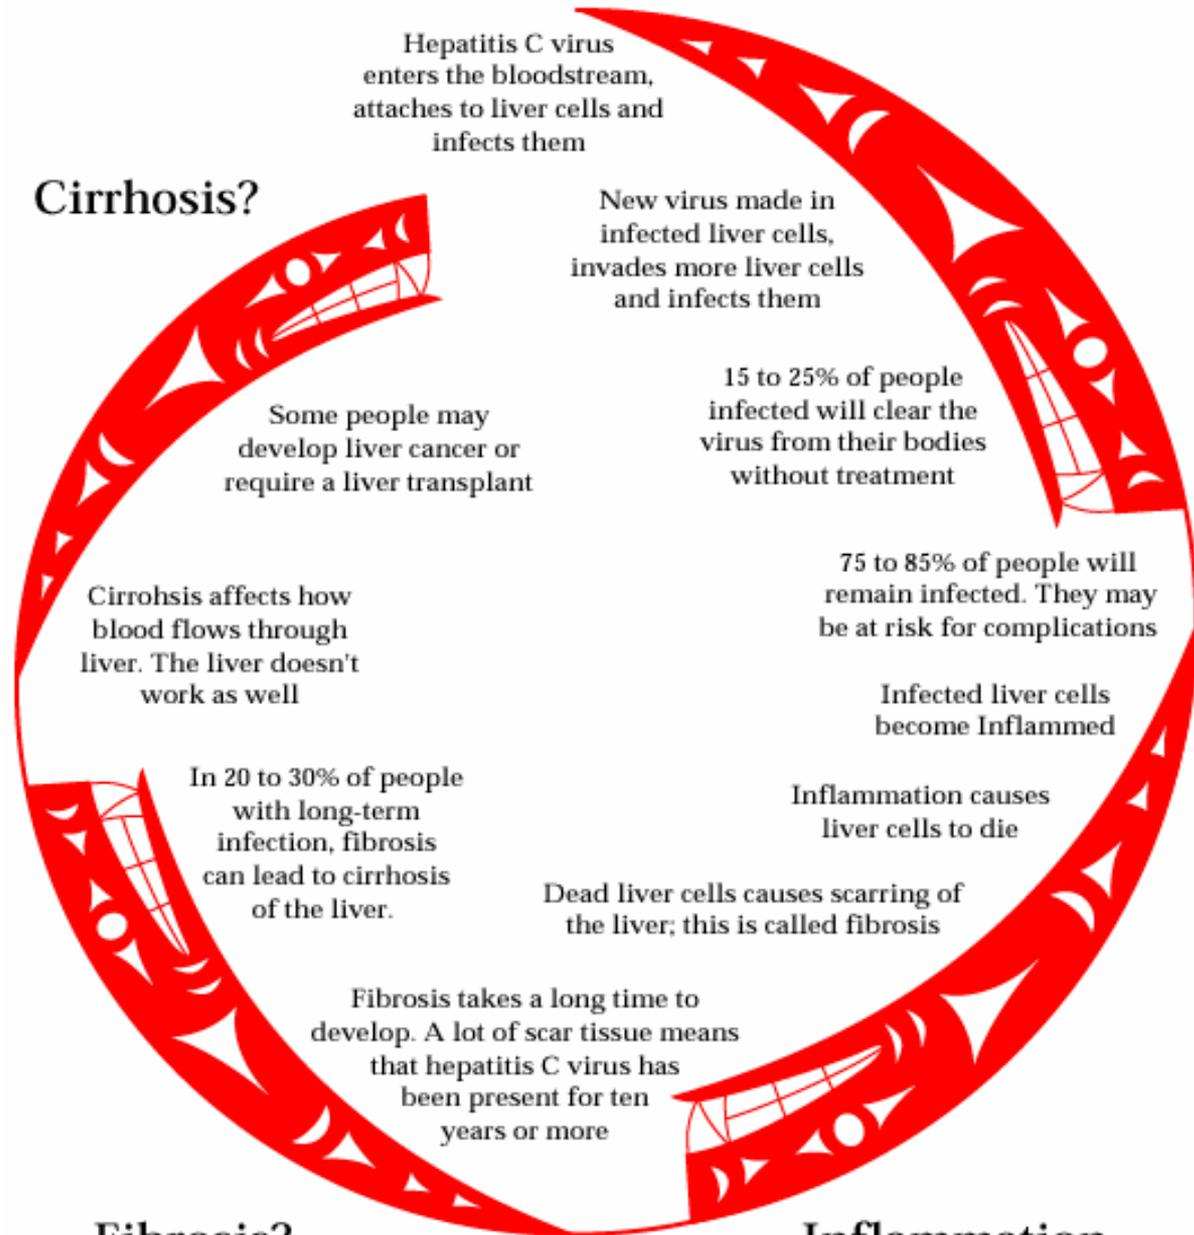 Hepatitis C virus
enters the bloodstream,
attaches to liver cells and
infects them
New virus made in
infected liver cells,
invades more liver cells
and infects them
15 to 25% of people
infected will clear the
virus from their bodies
without treatment
75 to 85% of people will
remain infected. They may
be at risk for complications
Infected liver cells
become Inflammed
Inflammation causes
liver cells to die
Dead liver cells causes scarring of
the liver; this is called fibrosis
Inflammation
Fibrosis takes a long time to
develop. A lot of scar tissue means
that hepatitis C virus has
been present for ten
years or more
Fibrosis?
In 20 to 30% of people
with long-term
infection, fibrosis
can lead to cirrhosis
of the liver.
Cirrohsis affects how
blood flows through
liver. The liver doesn't
work as well
Some people may
develop liver cancer or
require a liver transplant
Cirrhosis?